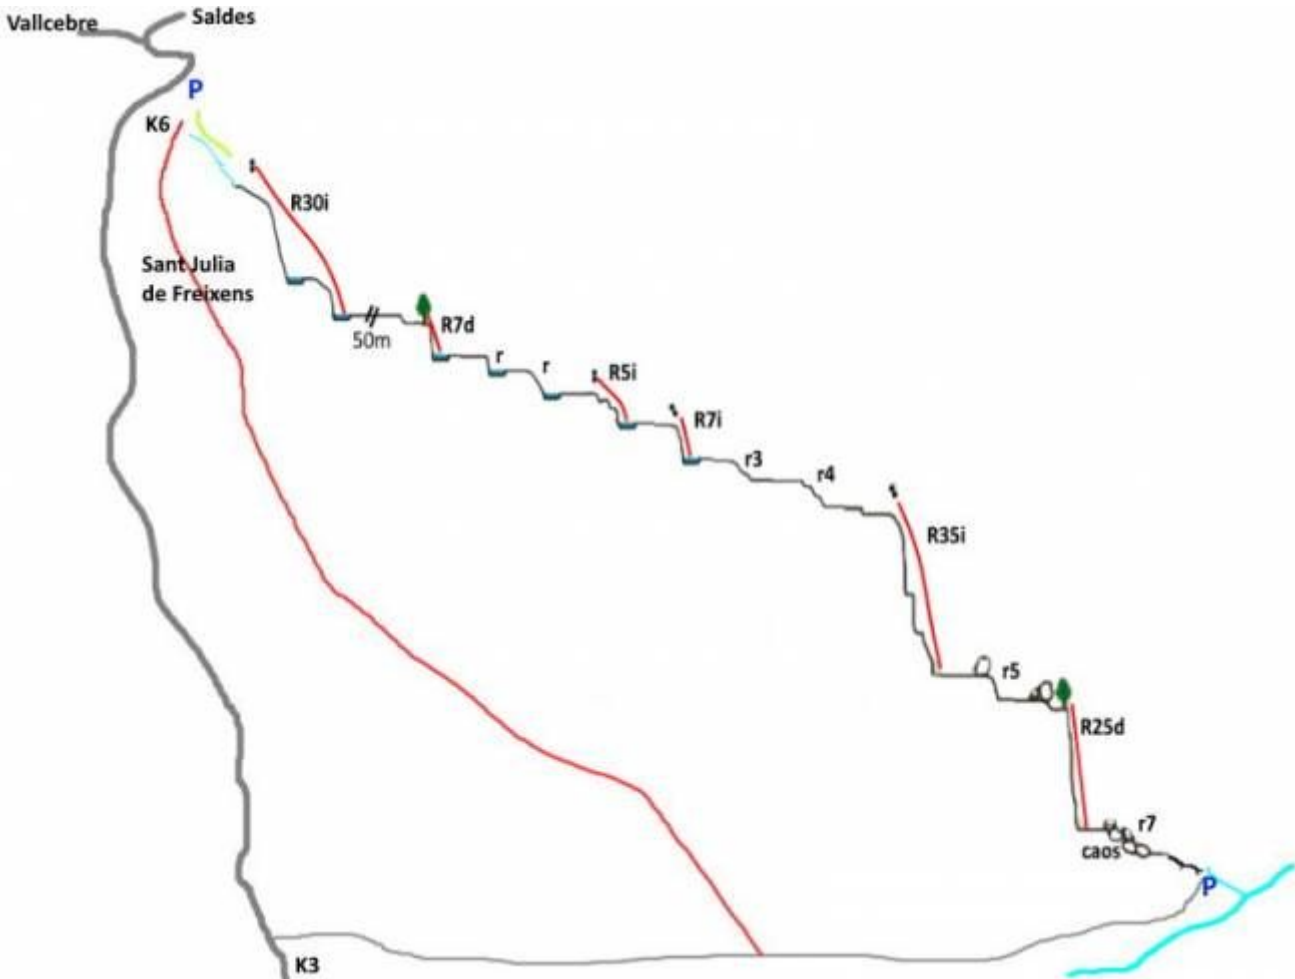 Saldes
Vallcebre
P
K6
R30i
Sant Julia
de Freixens
R7d
50m
r
r
R5i
R7i
r3
r4
R35i
r5
R25d
r7
caos
P
K3